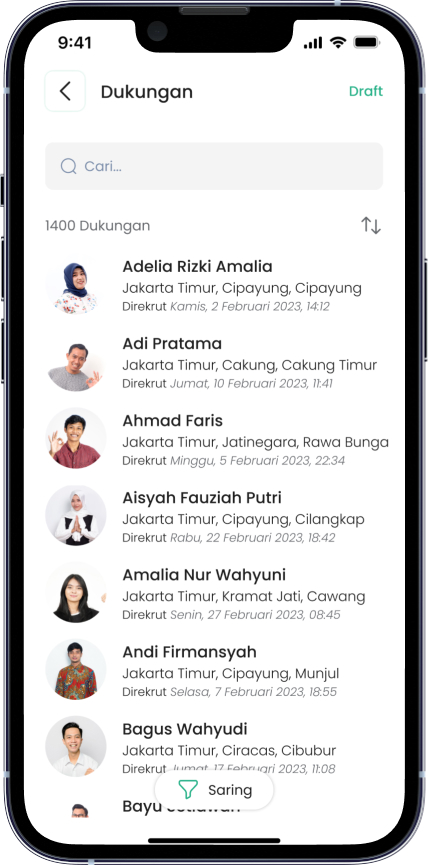 9:41
Dukungan
Draft
Cari...
1400 Dukungan
Adelia Rizki Amalia
Jakarta Timur, Cipayung, Cipayung
Direkrut Kamis, 2 Februari 2023, 14:12
Adi Pratama
Jakarta Timur, Cakung, Cakung Timur
Direkrut Jumat, 10 Februari 2023, 11:41
Ahmad Faris
Jakarta Timur, Jatinegara, Rawa Bunga
Direkrut Minggu, 5 Februari 2023, 22:34
Aisyah Fauziah Putri
Jakarta Timur, Cipayung, Cilangkap
Direkrut Rabu, 22 Februari 2023, 18:42
Amalia Nur Wahyuni
Jakarta Timur, Kramat Jati, Cawang
Direkrut Senin, 27 Februari 2023, 08:45
Andi Firmansyah
Jakarta Timur, Cipayung, Munjul
Direkrut Selasa, 7 Februari 2023, 18:55
Bagus Wahyudi
Jakarta Timur, Ciracas, Cibubur
Direkrut Jumat, 17 Februari 2023, 11:08
Saring
Bayu